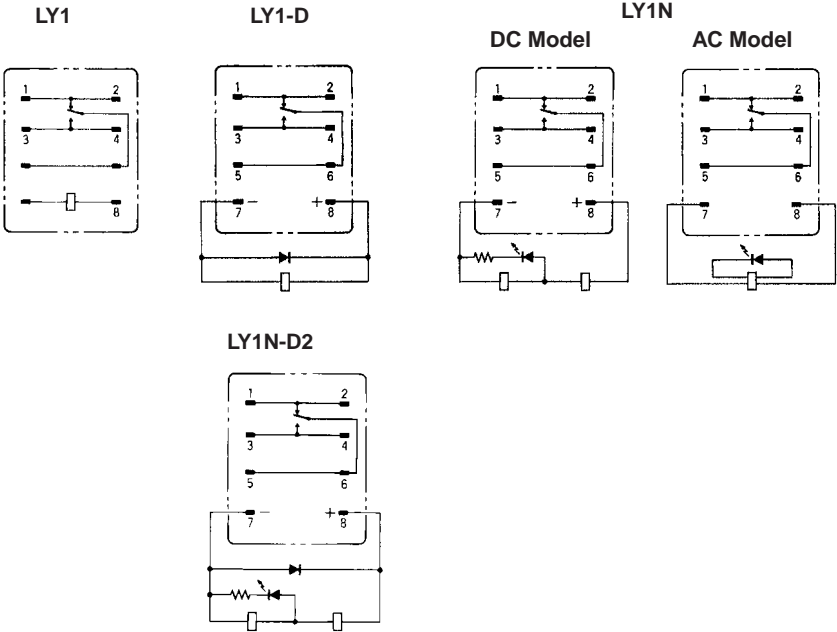 LY1 LY1-D LY1N
DC Model AC Model
1 2 1 2 1 2 1 2
3 4 3 4 3 4 3 4
5 6 5 6 5 6
8 7 − + 8 7 − + 8 7 8
LY1N-D2
1 2
3 4
5 6
7 − + 8